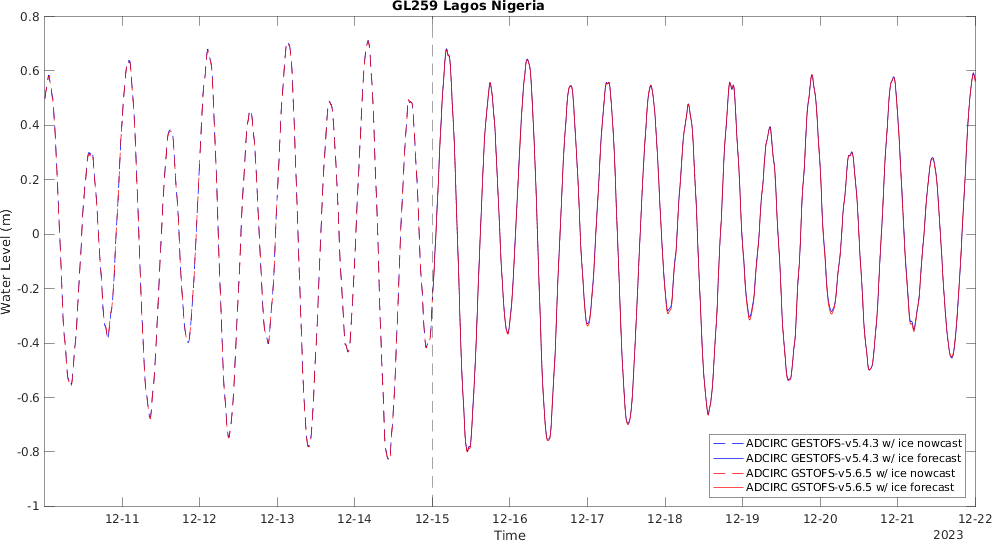 GL259 Lagos Nigeria
0.8
0.6
0.4
0.2
0
-0.2
-0.4
-0.6
-0.8
-1
Water Level (m)
ADCIRC GESTOFS-v5.4.3 w/ ice nowcast
ADCIRC GESTOFS-v5.4.3 w/ ice forecast
ADCIRC GSTOFS-v5.6.5 w/ ice nowcast
ADCIRC GSTOFS-v5.6.5 w/ ice forecast
12-11 12-12 12-13 12-14 12-15 12-16 12-17 12-18 12-19 12-20 12-21 12-22
Time
2023